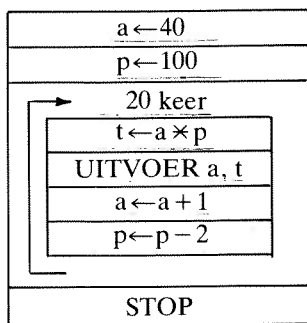 a←40
p←100
20 keer
t←a*p
UITVOER a, t
a←a+1
p←p-2
STOP